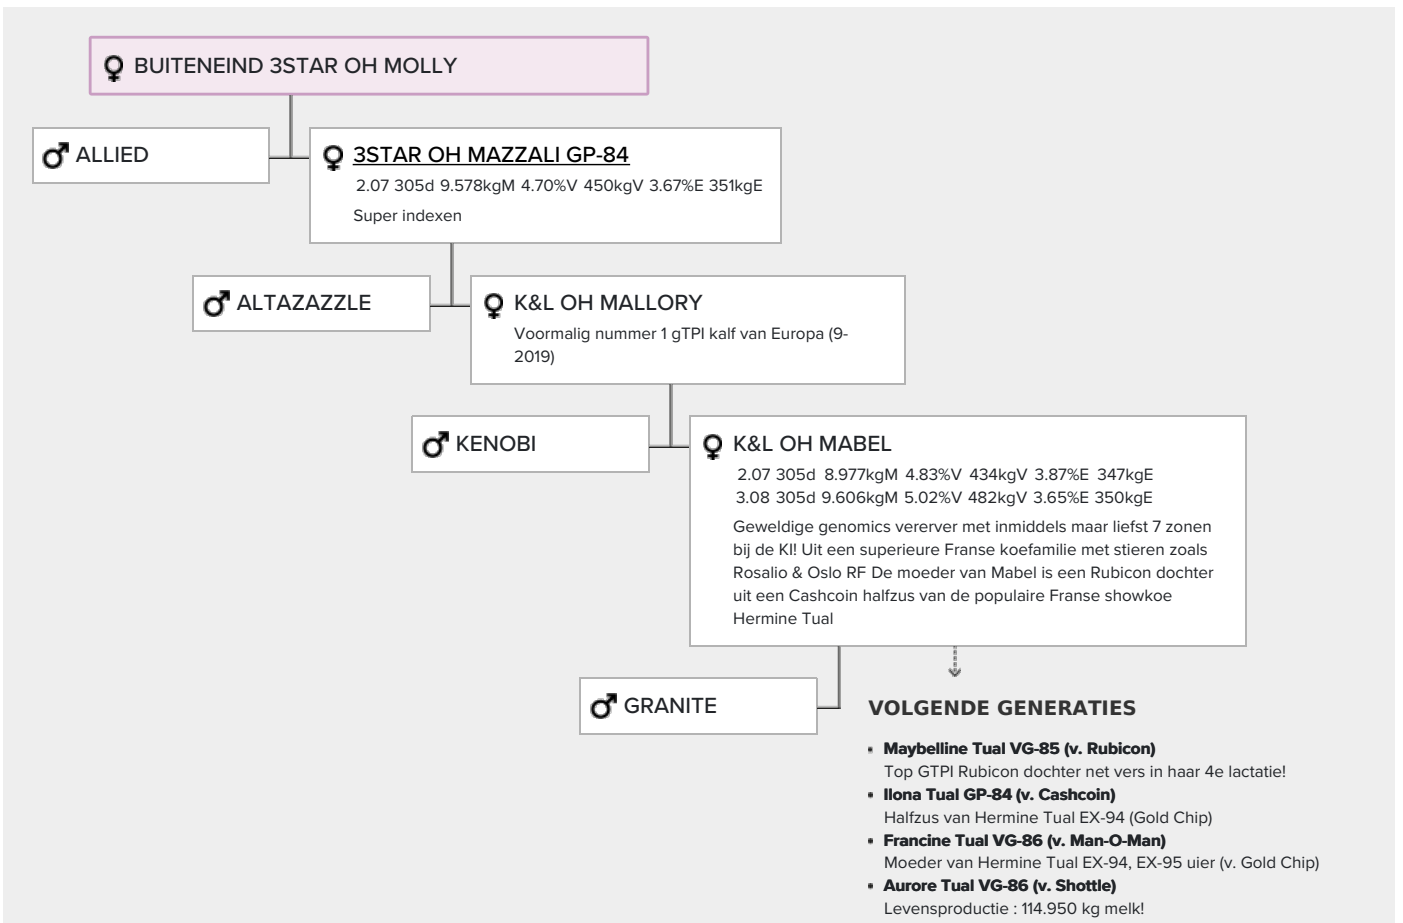 BUITENEIND 3STAR OH MOLLY
ALLIED
3STAR OH MAZZALI GP-84
2.07 305d 9.578kgM 4.70%V 450kgV 3.67%E 351kgE
Super indexen
ALTAZAZZLE
K&L OH MALLORY
Voormalig nummer 1 gTPI kalf van Europa (9-
2019)
KENOBI
K&L OH MABEL
2.07 305d 8.977kgM 4.83%V 434kgV 3.87%E 347kgE
3.08 305d 9.606kgM 5.02%V 482kgV 3.65%E 350kgE
Geweldige genomics vererver met inmiddels maar liefst 7 zonen
bij de KI! Uit een superieure Franse koefamilie met stieren zoals
Rosalio & Oslo RF De moeder van Mabel is een Rubicon dochter
uit een Cashcoin halfzus van de populaire Franse showkoe
Hermine Tual
GRANITE
VOLGENDE GENERATIES
• Maybelline Tual VG-85 (v. Rubicon)
Top GTPI Rubicon dochter net vers in haar 4e lactatie!
• Ilona Tual GP-84 (v. Cashcoin)
Halfzus van Hermine Tual EX-94 (Gold Chip)
• Francine Tual VG-86 (v. Man-O-Man)
Moeder van Hermine Tual EX-94, EX-95 uier (v. Gold Chip)
• Aurore Tual VG-86 (v. Shottle)
Levensproductie : 114.950 kg melk!